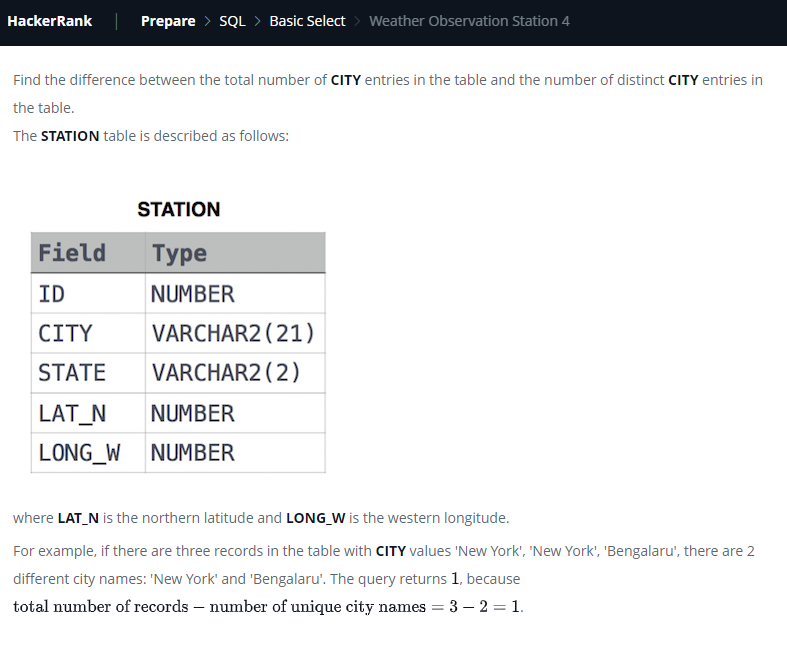 HackerRank | Prepare > SQL > Basic Select > Weather Observation Station 4
Find the difference between the total number of CITY entries in the table and the number of distinct CITY entries in
the table.
The STATION table is described as follows:
STATION
Field Type
ID NUMBER
CITY VARCHAR2(21)
STATE VARCHAR2(2)
LAT_N NUMBER
LONG_W NUMBER
where LAT_N is the northern latitude and LONG_W is the western longitude.
For example, if there are three records in the table with CITY values 'New York', 'New York', 'Bengalaru', there are 2
different city names: 'New York' and 'Bengalaru'. The query returns 1, because
total number of records − number of unique city names = 3 − 2 = 1.